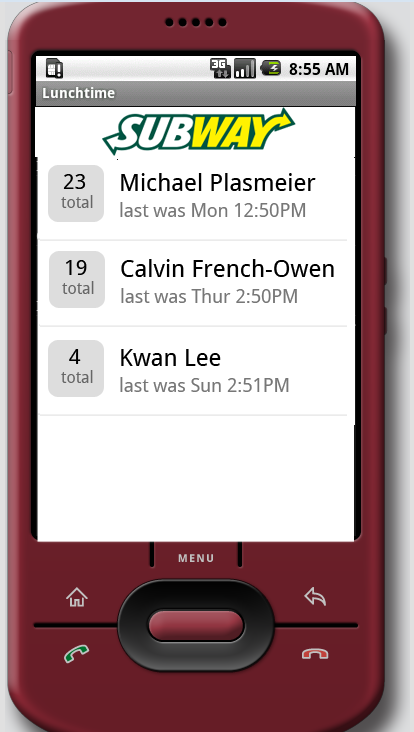 3G
8:55 AM
Lunchtime
SUBWAY
23
total
Michael Plasmeier
last was Mon 12:50PM
19
total
Calvin French-Owen
last was Thur 2:50PM
4
total
Kwan Lee
last was Sun 2:51PM
MENU